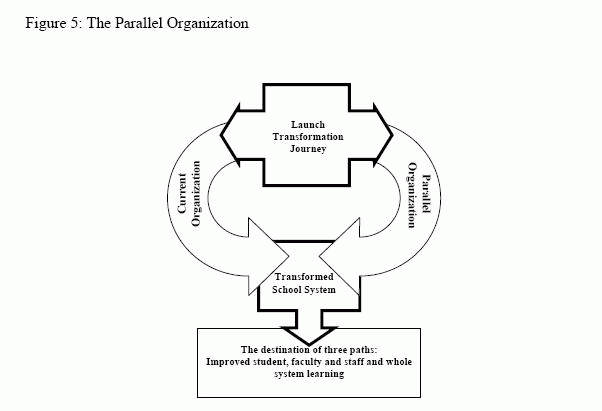 Figure 5: The Parallel Organization
Launch
Transformation
Journey
Current
Organization
Parallel
Organization
Transformed
School System
The destination of three paths:
Improved student, faculty and staff and whole
system learning